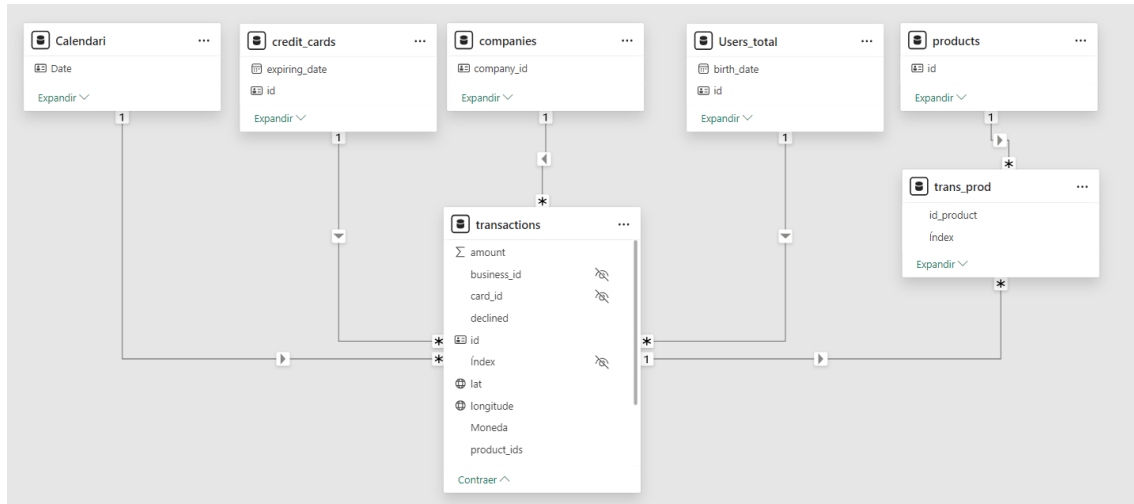 Calendari
Date
Expandir
credit_cards
expiring_date
id
Expandir
companies
company_id
Expandir
Users_total
birth_date
id
Expandir
products
id
Expandir
1
1
1
1
1
*
*
trans_prod
id_product
Índex
Expandir
*
transactions
amount
business_id
card_id
declined
id
Índex
lat
longitude
Moneda
product_ids
Contraer
*
*
*
1